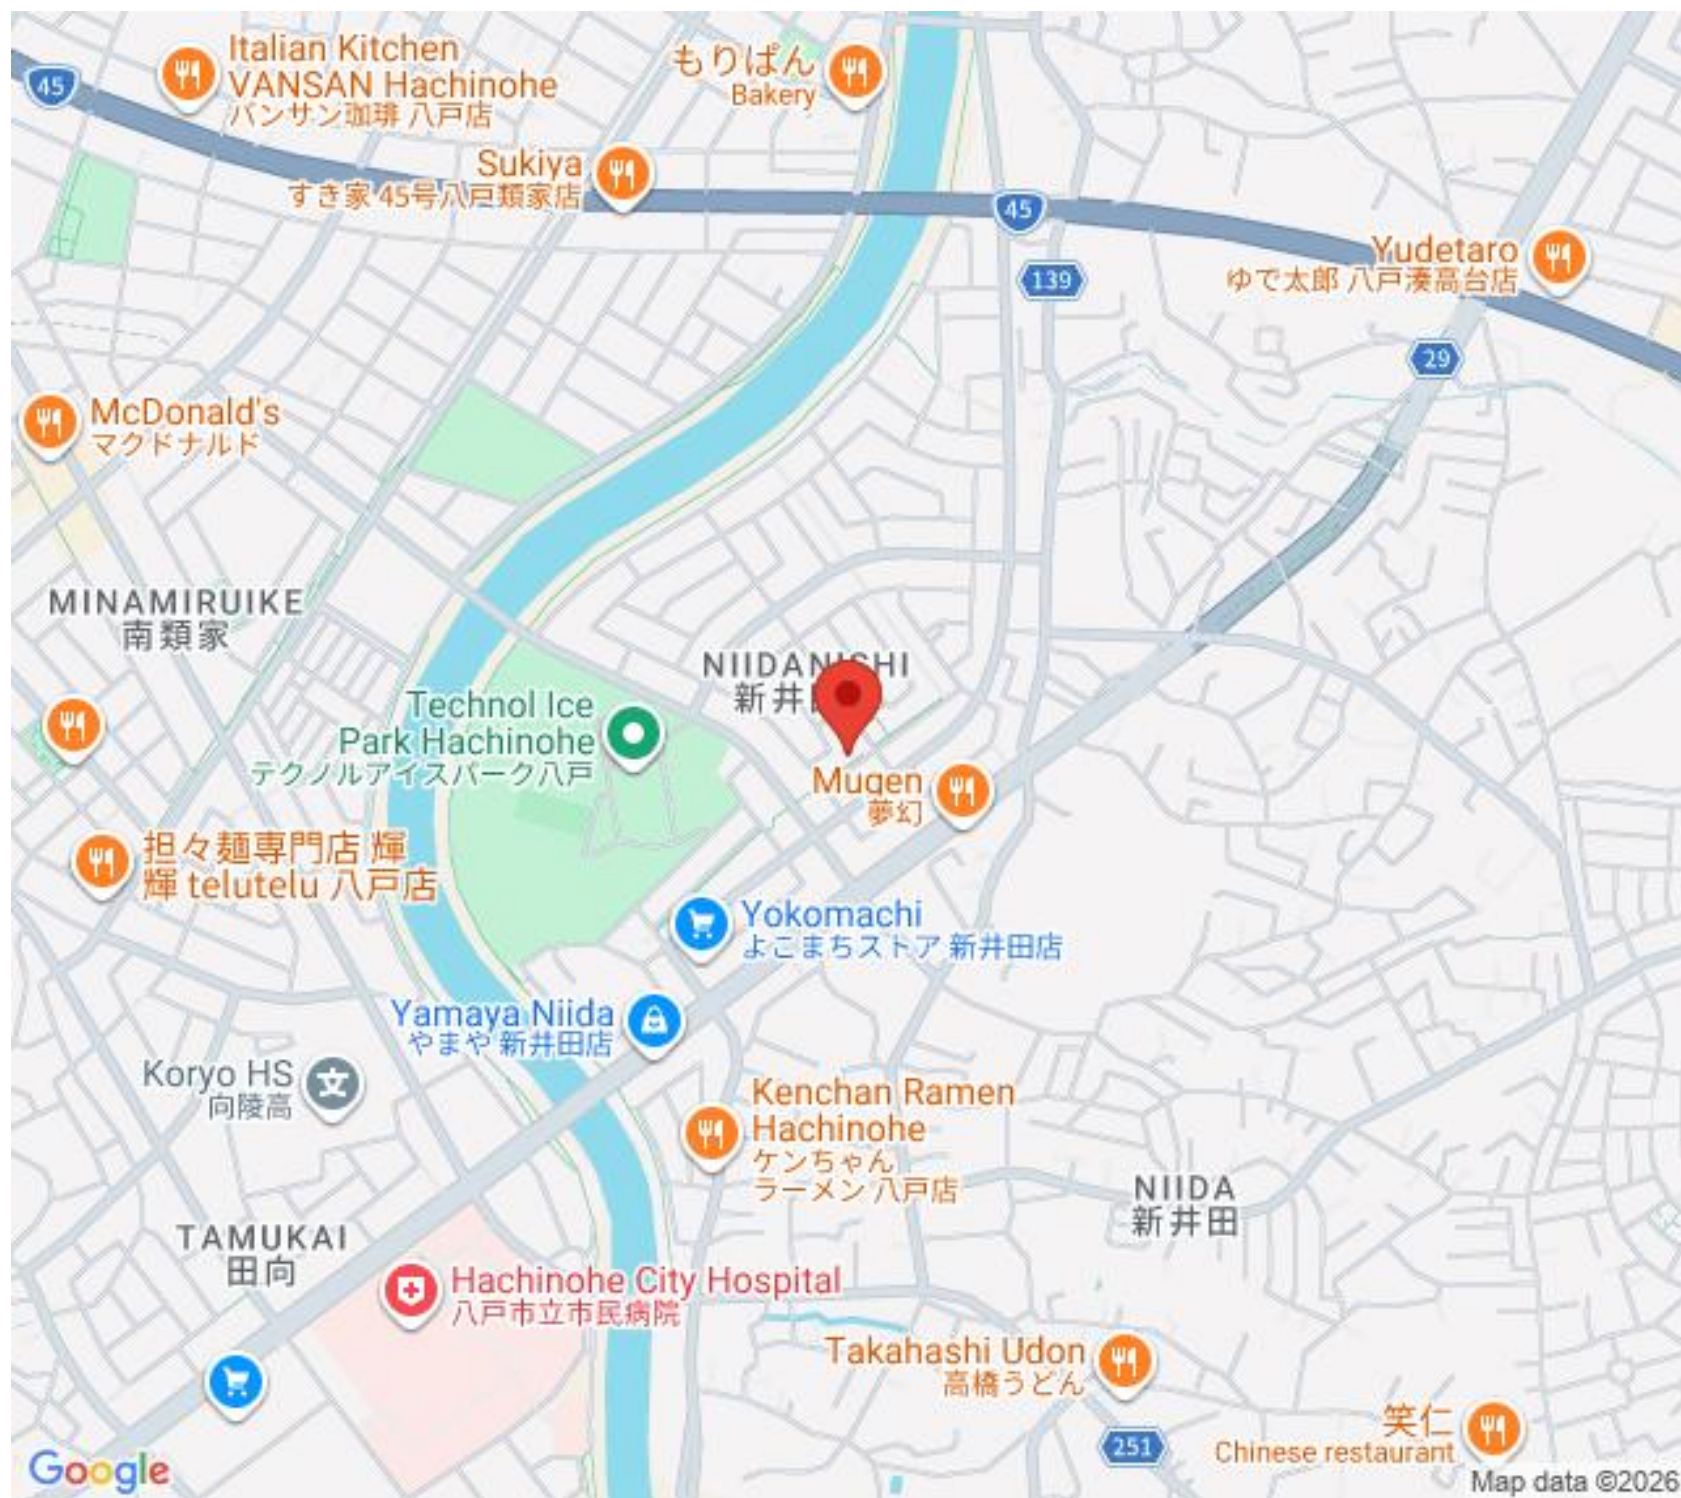 Italian Kitchen
VANSAN Hachinohe
バンサン珈琲 八戸店
もりぱん
Bakery
45
Sukiya
すき家 45号八戸類家店
45
Yudetaro
ゆで太郎 八戸湊高台店
139
29
McDonald's
マクドナルド
MINAMIRUIKE
南類家
NIIDANISHI
新井
Technol Ice
Park Hachinohe
テクノルアイスパーク八戸
Mugen
夢幻
担々麺専門店 輝
輝 telutelu 八戸店
Yokomachi
よこまちストア 新井田店
Yamaya Niida
やまや 新井田店
Koryo HS
向陵高
Kenchan Ramen
Hachinohe
ケンちゃん
ラーメン 八戸店
NIIDA
新井田
TAMUKAI
田向
Hachinohe City Hospital
八戸市立市民病院
Takahashi Udon
高橋うどん
笑仁
Chinese restaurant
251
Google
Map data ©2026